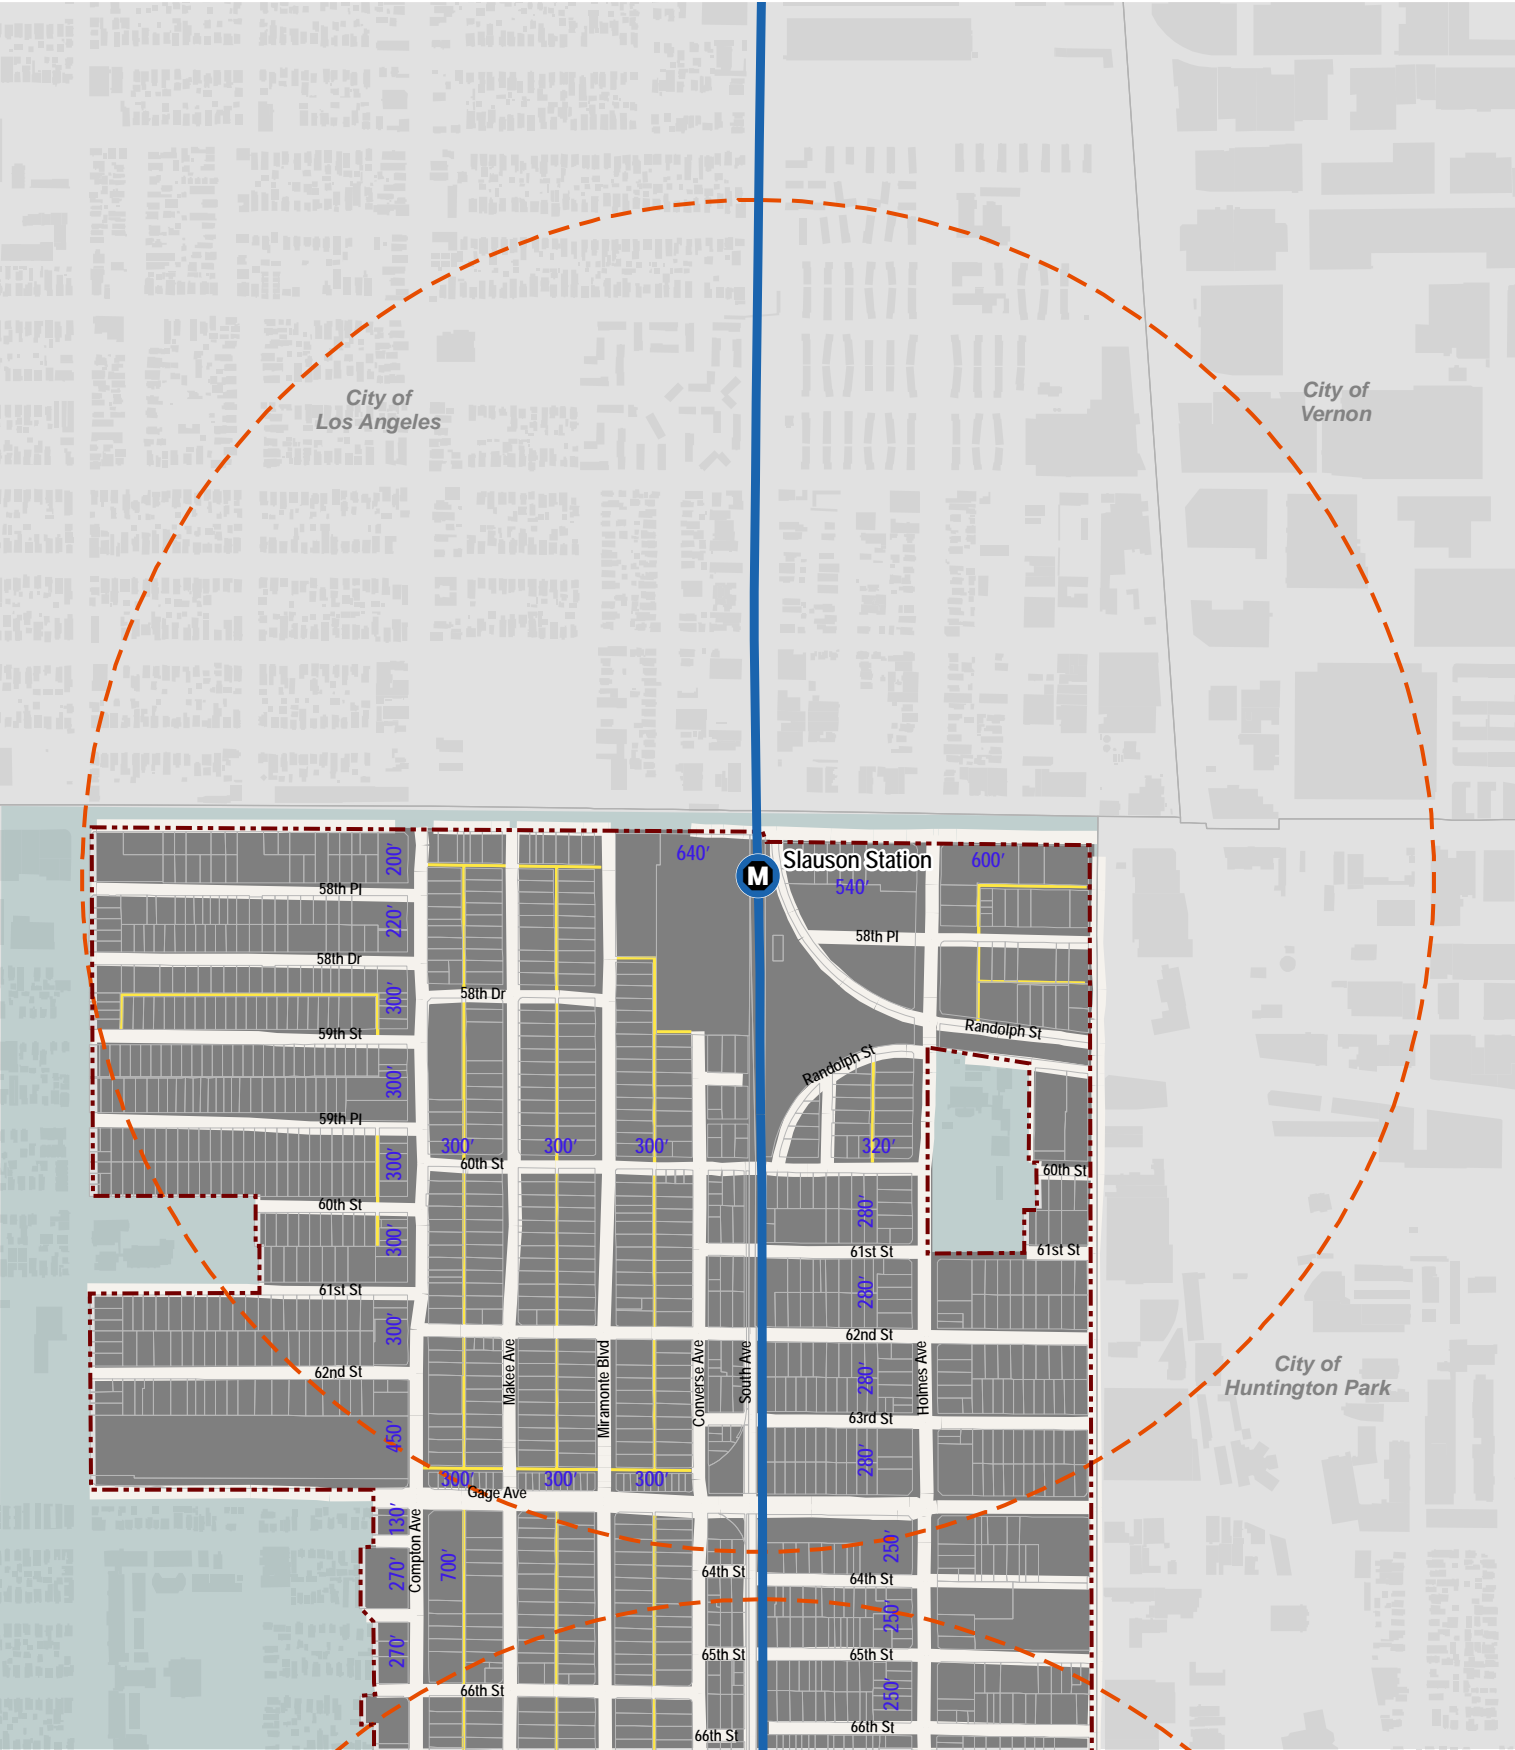 City of
Los Angeles
City of
Vernon
640'
Slauson Station
600'
M
540'
200'
58th Pl
220'
58th Pl
58th Dr
58th Dr
300'
59th St
Randolph St
Randolph St
300'
59th Pl
300'
300'
300'
320'
300'
60th St
60th St
60th St
300'
280'
61st St
61st St
61st St
280'
300'
62nd St
62nd St
Makee Ave
Miramonte Blvd
Converse Ave
South Ave
Holmes Ave
280'
City of
Huntington Park
63rd St
450'
280'
300'
300'
300'
Gage Ave
130'
Compton Ave
270'
700'
250'
64th St
64th St
250'
270'
65th St
65th St
66th St
250'
66th St
66th St